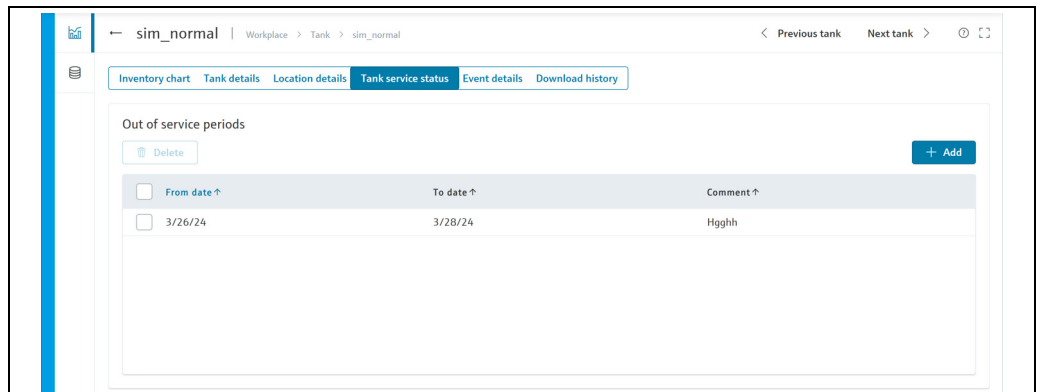 ← sim_normal | Workplace > Tank > sim_normal < Previous tank Next tank >
Inventory chart Tank details Location details Tank service status Event details Download history
Out of service periods
Delete + Add
From date ↑ To date ↑ Comment ↑
3/26/24 3/28/24 Hgghh